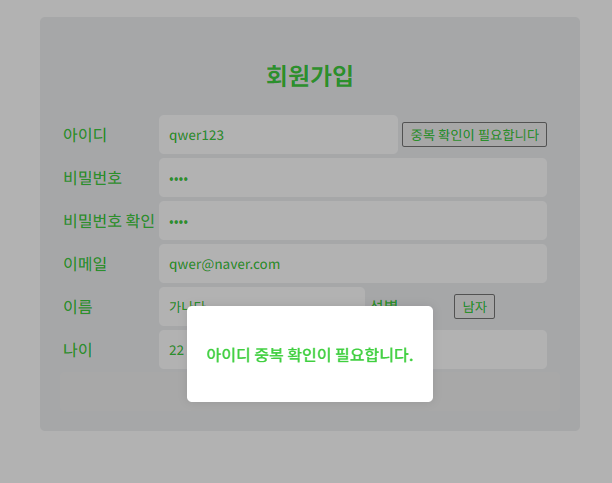 회원가입
아이디 qwer123 중복 확인이 필요합니다
비밀번호 ••••
비밀번호 확인 ••••
이메일 qwer@naver.com
이름 남자
나이 22
아이디 중복 확인이 필요합니다.